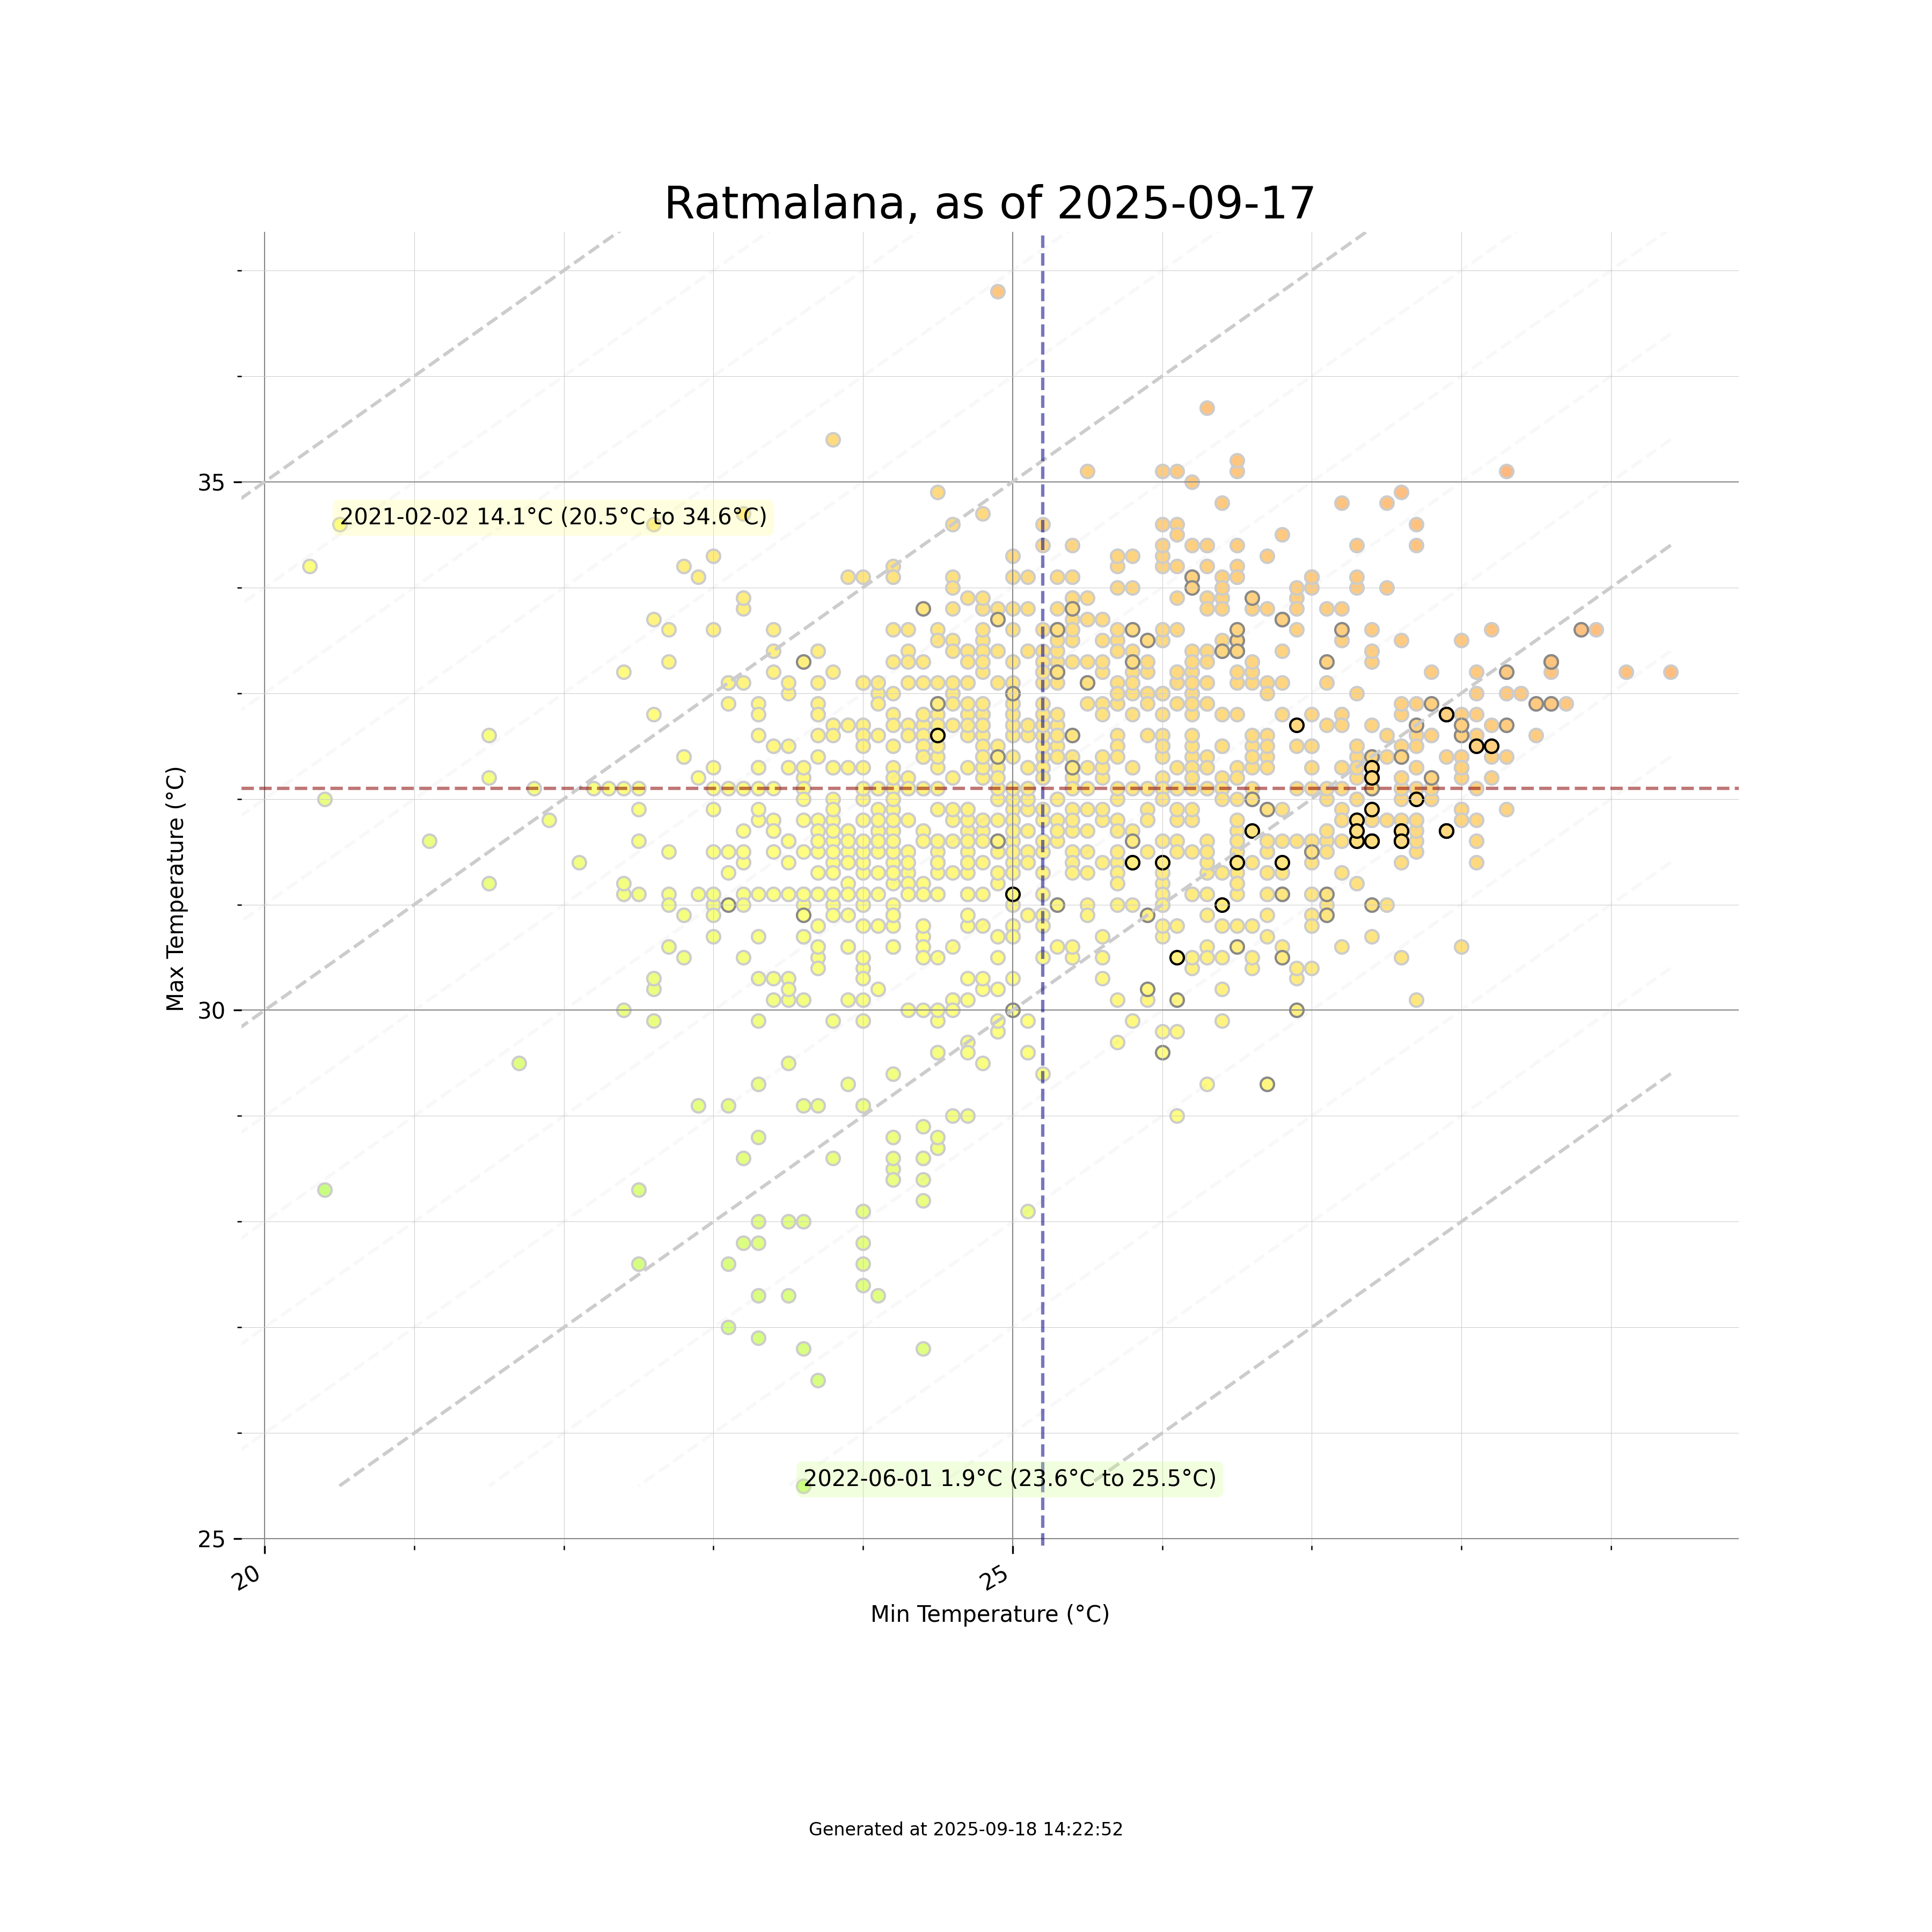 Ratmalana, as of 2025-09-17
35
2021-02-02 14.1°C (20.5°C to 34.6°C)
Max Temperature (°C)
30
2022-06-01 1.9°C (23.6°C to 25.5°C)
25
20
25
Min Temperature (°C)
Generated at 2025-09-18 14:22:52